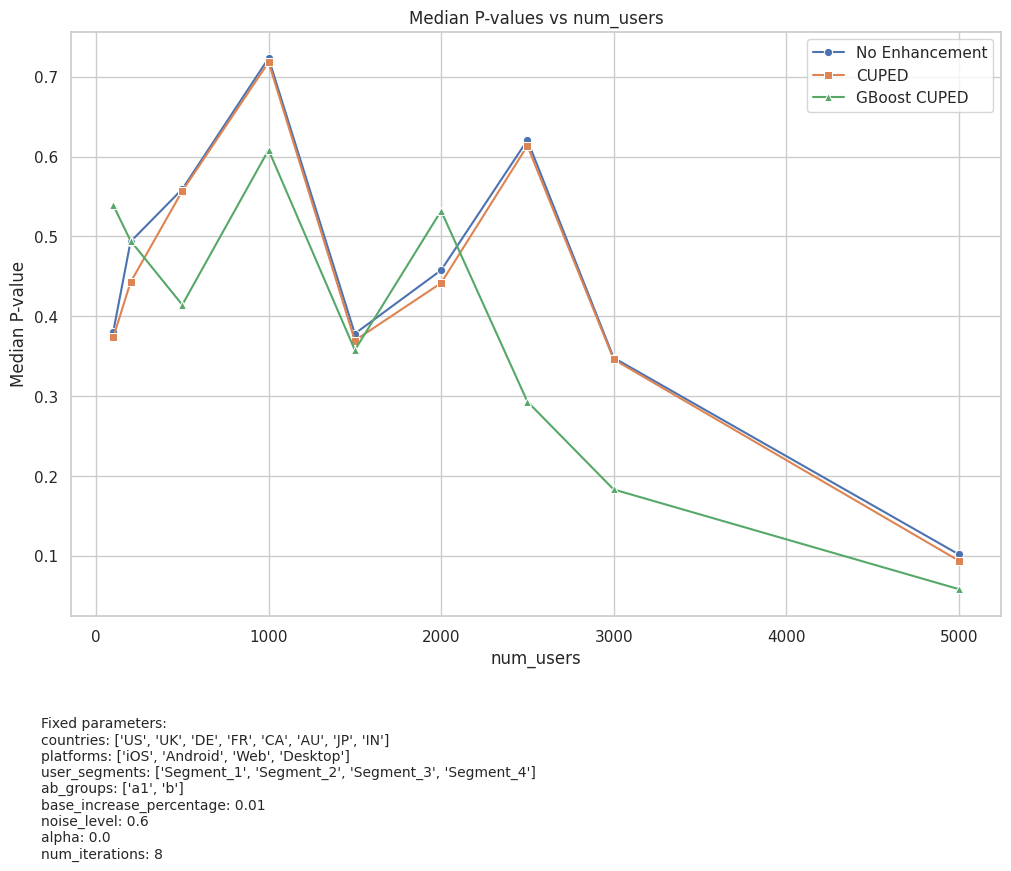 Median P-values vs num_users
No Enhancement
CUPED
GBoost CUPED
Median P-value
0.7
0.6
0.5
0.4
0.3
0.2
0.1
0
1000
2000
3000
4000
5000
num_users
Fixed parameters:
countries: ['US', 'UK', 'DE', 'FR', 'CA', 'AU', 'JP', 'IN']
platforms: ['iOS', 'Android', 'Web', 'Desktop']
user_segments: ['Segment_1', 'Segment_2', 'Segment_3', 'Segment_4']
ab_groups: ['a1', 'b']
base_increase_percentage: 0.01
noise_level: 0.6
alpha: 0.0
num_iterations: 8